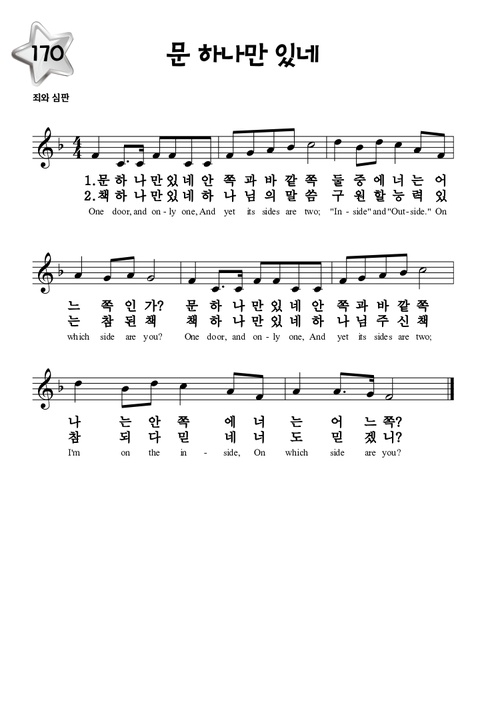 170
문 하나만 있네
죄와 심판
1.문 하 나 만 있 네 안 쪽 과 바 깥 쪽 둘 중 에 너 는 어
2.책 하 나 만 있 네 하 나 님 의 말 씀 구 원 할 능 력 있
One door, and on - ly one, And yet its sides are two; "In - side" and "Out-side." On
느 쪽 인 가? 문 하 나 만 있 네 안 쪽 과 바 깥 쪽
는 참 된 책 책 하 나 만 있 네 하 나 님 주 신 책
which side are you? One door, and on - ly one, And yet its sides are two;
나 는 안 쪽 에 너 는 어 느 쪽?
참 되 다 믿 네 너 도 믿 겠 니?
I'm on the in - side, On which side are you?